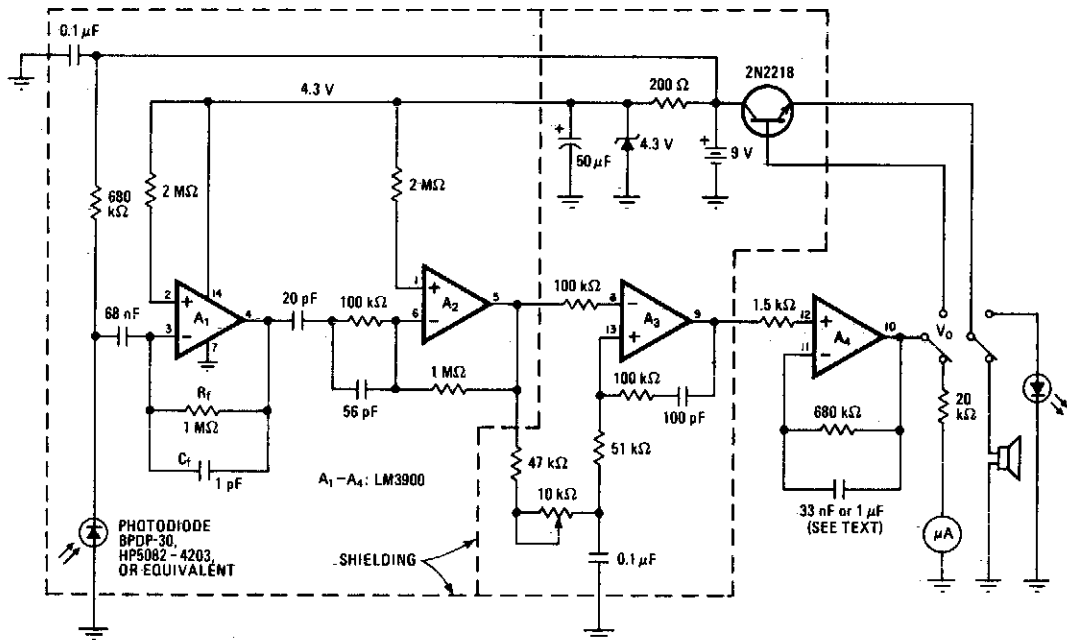 0.1 μF
4.3 V
200 Ω
2N2218
+
50 μF
4.3 V
+
9 V
680
kΩ
2 MΩ
2 MΩ
68 nF
2
+
14
A1
3
−
4
7
20 pF
100 kΩ
1
+
A2
5
6
−
100 kΩ
8
−
A3
9
13
+
1.5 kΩ
12
+
A4
10
11
−
Vo
Rf
1 MΩ
Cf
1 pF
56 pF
1 MΩ
100 kΩ
100 pF
680 kΩ
20
kΩ
47 kΩ
51 kΩ
10 kΩ
A1–A4: LM3900
33 nF or 1 μF
(SEE TEXT)
μA
PHOTODIODE
BPDP-30,
HP5082-4203,
OR EQUIVALENT
SHIELDING
0.1 μF